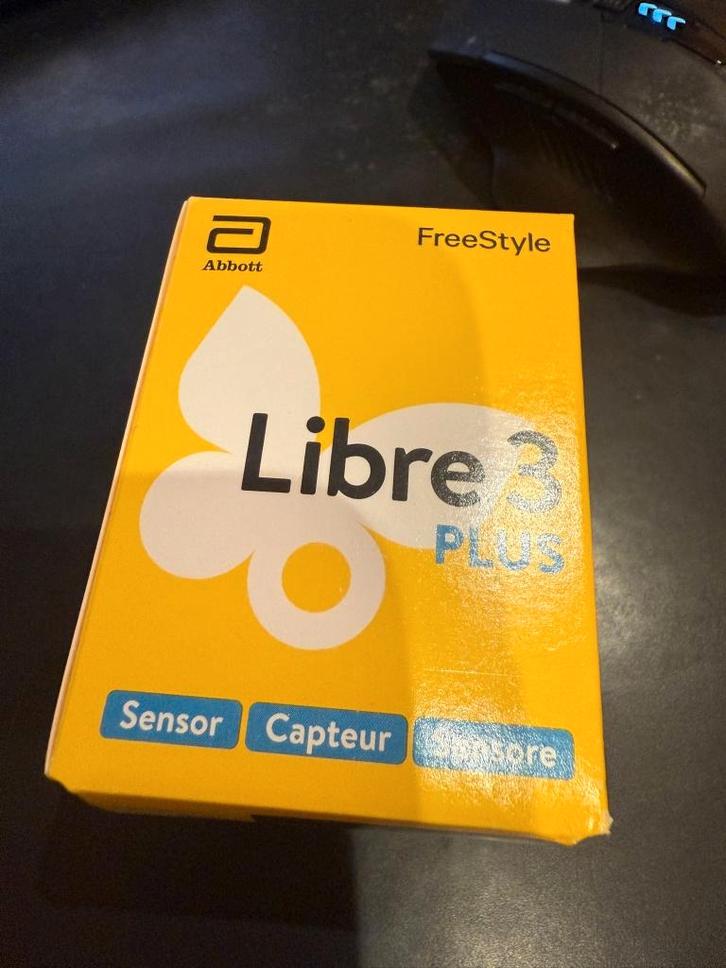 Abbott
FreeStyle
Libre 3
PLUS
Sensor Capteur Sensore